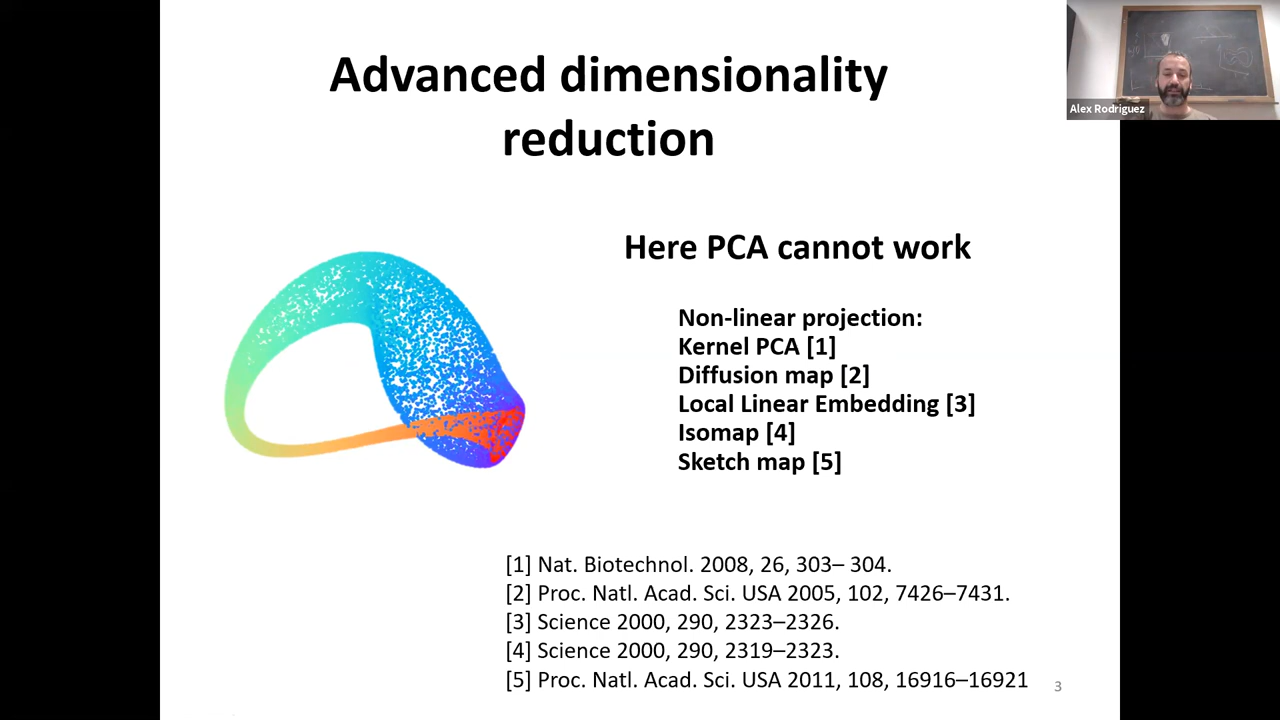 Advanced dimensionality
reduction
Alex Rodriguez
Here PCA cannot work
Non-linear projection:
Kernel PCA [1]
Diffusion map [2]
Local Linear Embedding [3]
Isomap [4]
Sketch map [5]
[1] Nat. Biotechnol. 2008, 26, 303– 304.
[2] Proc. Natl. Acad. Sci. USA 2005, 102, 7426–7431.
[3] Science 2000, 290, 2323–2326.
[4] Science 2000, 290, 2319–2323.
[5] Proc. Natl. Acad. Sci. USA 2011, 108, 16916–16921
3